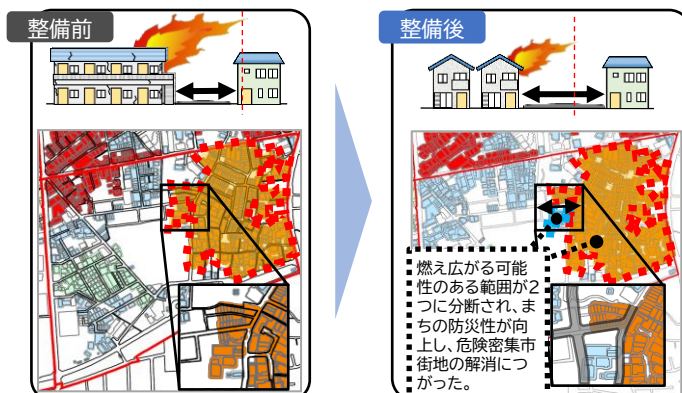 整備前
整備後
燃え広がる可能
性のある範囲が2
つに分断され、ま
ちの防災性が向
上し、危険密集市
街地の解消につ
がった。